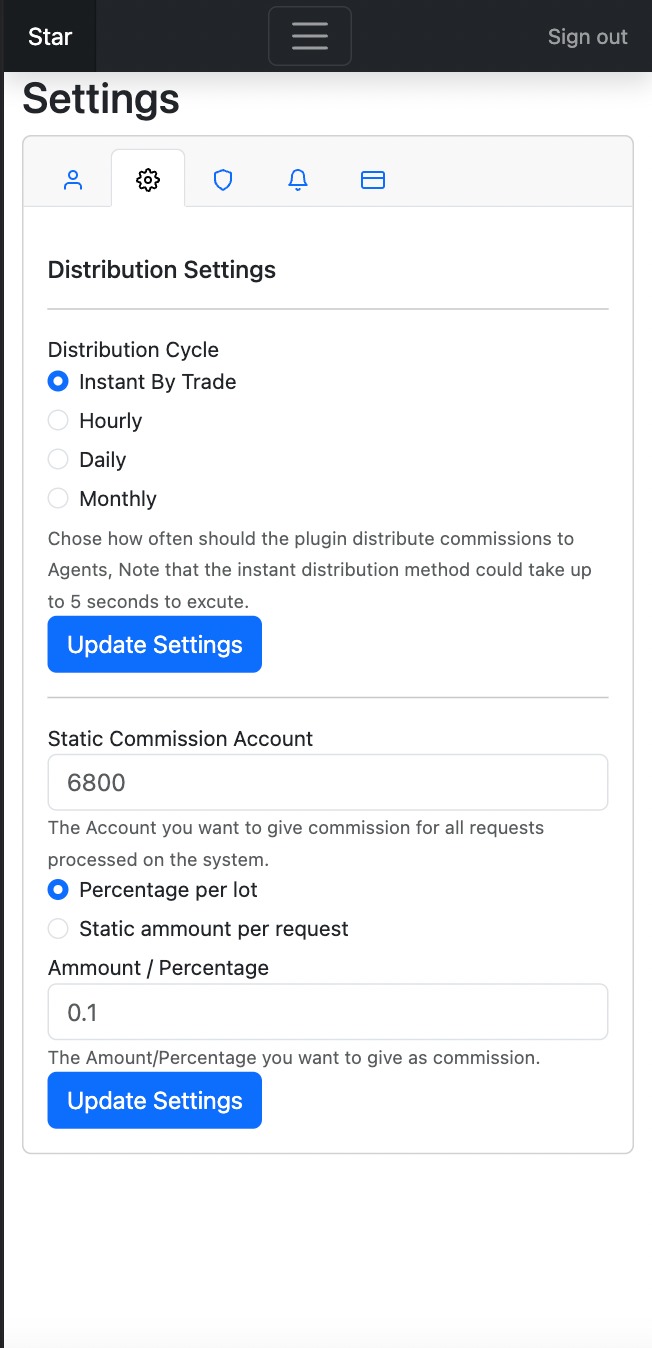 Star
Sign out
Settings
Distribution Settings
Distribution Cycle
Instant By Trade
Hourly
Daily
Monthly
Chose how often should the plugin distribute commissions to
Agents, Note that the instant distribution method could take up
to 5 seconds to excute.
Update Settings
Static Commission Account
6800
The Account you want to give commission for all requests
processed on the system.
Percentage per lot
Static ammount per request
Ammount / Percentage
0.1
The Amount/Percentage you want to give as commission.
Update Settings